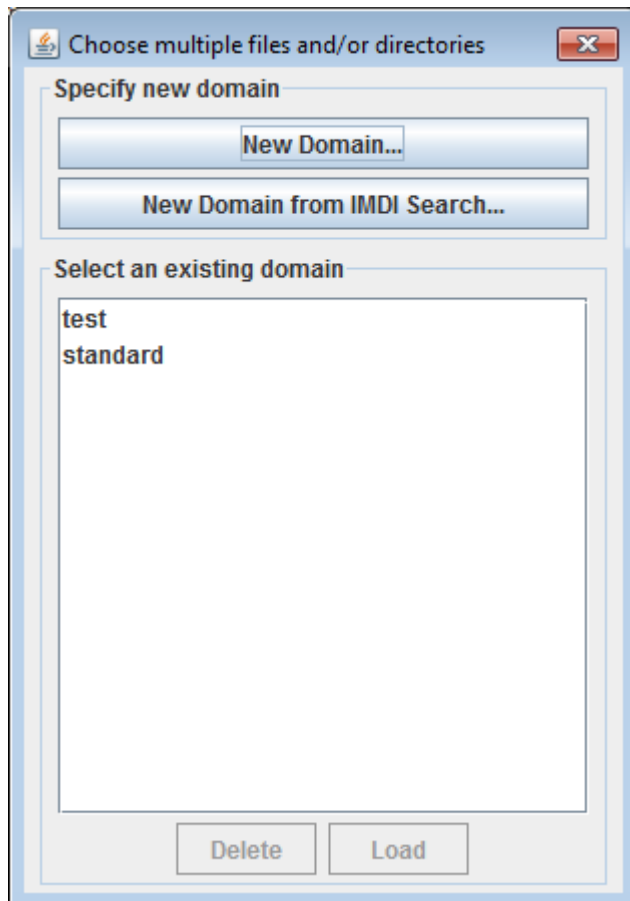 Choose multiple files and/or directories
Specify new domain
New Domain...
New Domain from IMDI Search...
Select an existing domain
test
standard
Delete Load